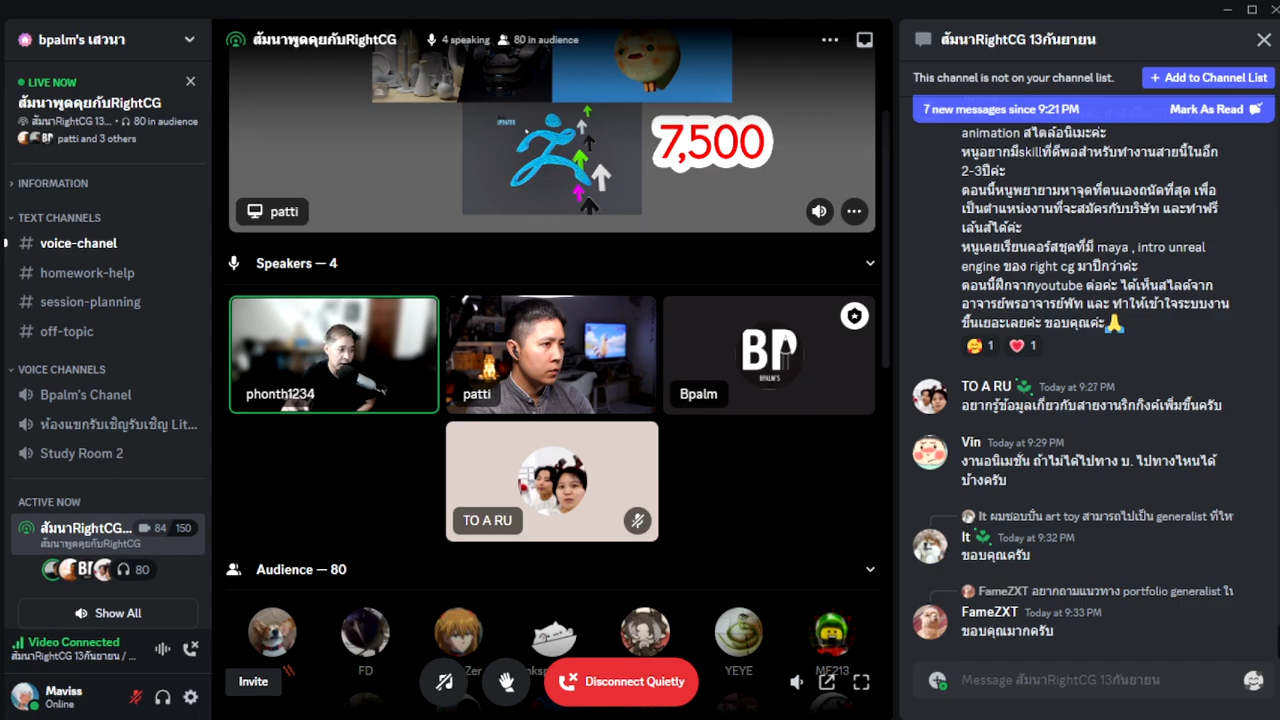 bpalm's เสวนา
LIVE NOW
สัมนาพูดคุยกับRightCG
สัมนาRightCG 13... • 80 in audience
patti and 3 others
INFORMATION
TEXT CHANNELS
voice-chanel
homework-help
session-planning
off-topic
VOICE CHANNELS
Bpalm's Chanel
ห้องแขกรับเชิญรับเชิญ Lit...
Study Room 2
ACTIVE NOW
สัมนาRightCG... 84 150
สัมนาพูดคุยกับRightCG
80
Show All
Video Connected
สัมนาRightCG 13กันยายน / ...
Maviss
Online
สัมนาพูดคุยกับRightCG 4 speaking 80 in audience
7,500
patti
Speakers — 4
phonth1234
patti
BP
BPALM'S
Bpalm
TO A RU
Audience — 80
FD
Zer
YEYE
MF213
Invite
Disconnect Quietly
สัมนาRightCG 13กันยายน
This channel is not on your channel list.
+ Add to Channel List
7 new messages since 9:21 PM Mark As Read
animation สไตล์อนิเมะค่ะ
หนูอยากมีskillที่ดีพอสำหรับทำงานสายนี้ในอีก
2-3ปีค่ะ
ตอนนี้หนูพยายามหาจุดที่ตนเองถนัดที่สุด เพื่อ
เป็นตำแหน่งงานที่จะสมัครกับบริษัท และทำฟรี
เล้นส์ได้ค่ะ
หนูเคยเรียนคอร์สชุดที่มี maya , intro unreal
engine ของ right cg มาปีกว่าค่ะ
ตอนนี้ฝึกจากyoutube ต่อค่ะ ได้เห็นสไลด์จาก
อาจารย์พรอาจารย์พัท และ ทำให้เข้าใจระบบงาน
ขึ้นเยอะเลยค่ะ ขอบคุณค่ะ🙏
🥰 1 ❤️ 1
TO A RU Today at 9:27 PM
อยากรู้ข้อมูลเกี่ยวกับสายงานริกกิงค์เพิ่มขึ้นครับ
Vin Today at 9:29 PM
งานอนิเมชั่น ถ้าไม่ได้ไปทาง บ. ไปทางไหนได้
บ้างครับ
It ผมชอบปั้น art toy สามารถไปเป็น generalist ที่ไห
It Today at 9:32 PM
ขอบคุณครับ
FameZXT อยากถามแนวทาง portfolio generalist ใ
FameZXT Today at 9:33 PM
ขอบคุณมากครับ
Message สัมนาRightCG 13กันยายน